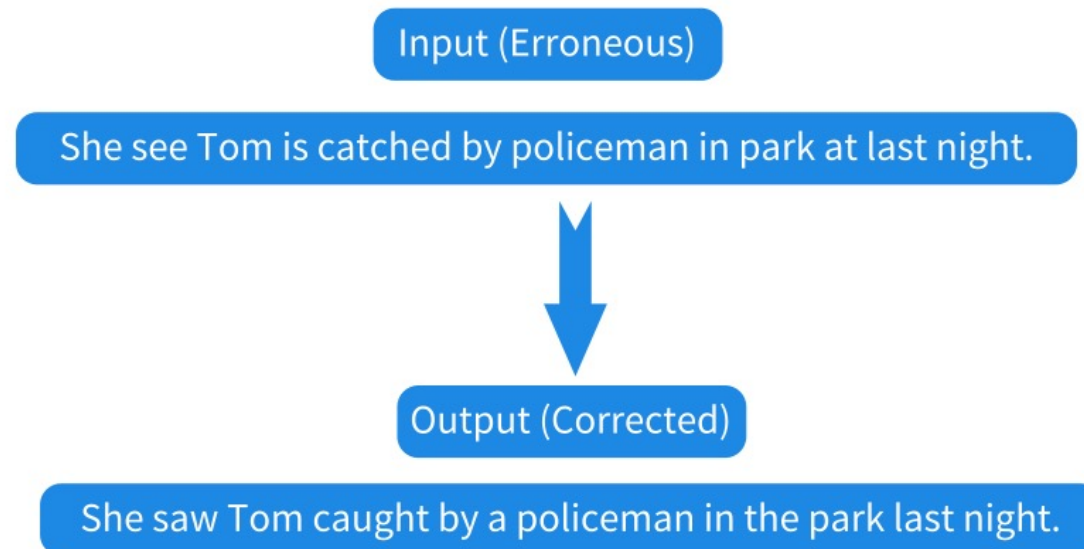 Input (Erroneous)
She see Tom is catched by policeman in park at last night.
Output (Corrected)
She saw Tom caught by a policeman in the park last night.